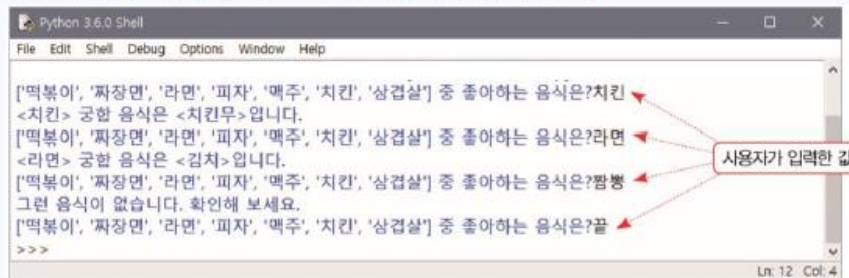 Python 3.6.0 Shell
File Edit Shell Debug Options Window Help
['떡볶이', '짜장면', '라면', '피자', '맥주', '치킨', '삼겹살'] 중 좋아하는 음식은?치킨
<치킨> 궁합 음식은 <치킨무>입니다.
['떡볶이', '짜장면', '라면', '피자', '맥주', '치킨', '삼겹살'] 중 좋아하는 음식은?라면
<라면> 궁합 음식은 <김치>입니다.
사용자가 입력한 값
['떡볶이', '짜장면', '라면', '피자', '맥주', '치킨', '삼겹살'] 중 좋아하는 음식은?짬뽕
그런 음식이 없습니다. 확인해 보세요.
['떡볶이', '짜장면', '라면', '피자', '맥주', '치킨', '삼겹살'] 중 좋아하는 음식은?끝
>>>
Ln: 12 Col: 4